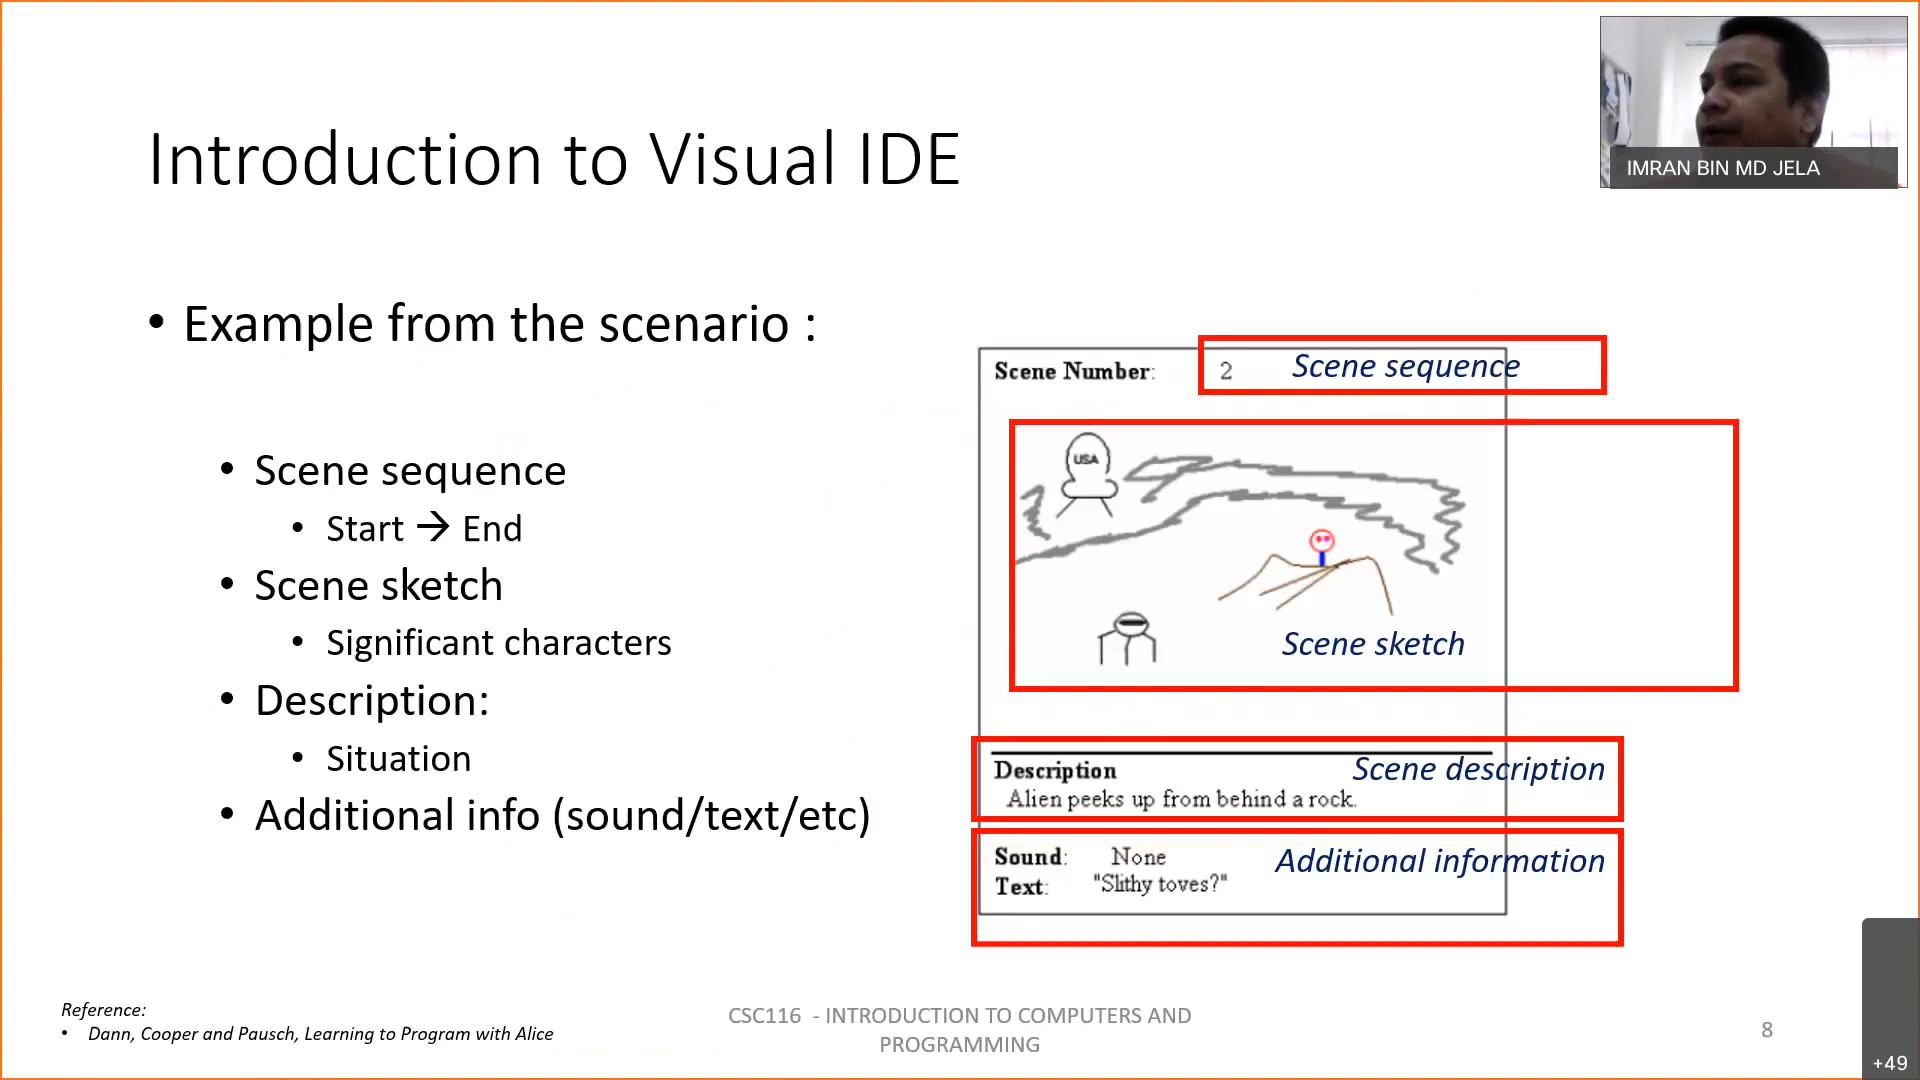 IMRAN BIN MD JELA
Introduction to Visual IDE
• Example from the scenario :
• Scene sequence
• Start → End
• Scene sketch
• Significant characters
• Description:
• Situation
• Additional info (sound/text/etc)
Scene Number: 2 Scene sequence
USA
Scene sketch
Description Scene description
Alien peeks up from behind a rock.
Sound: None Additional information
Text: "Slithy toves?"
Reference:
• Dann, Cooper and Pausch, Learning to Program with Alice
CSC116 - INTRODUCTION TO COMPUTERS AND
PROGRAMMING
8
+49